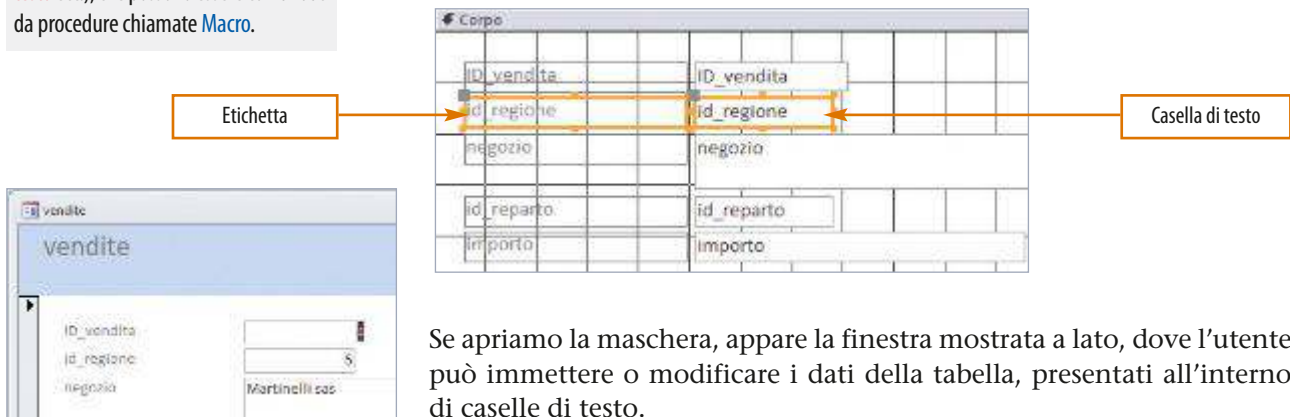 da procedure chiamate Macro.
Corpo
ID_vendita ID_vendita
Etichetta
id_regione id_regione
Casella di testo
negozio negozio
id_reparto id_reparto
importo importo
vendite
vendite
ID_vendita
id_regione 5
negozio Martinelli sas
Se apriamo la maschera, appare la finestra mostrata a lato, dove l'utente
può immettere o modificare i dati della tabella, presentati all'interno
di caselle di testo.